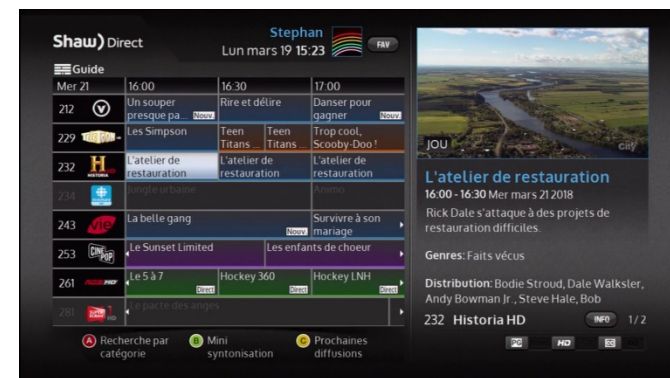 Shaw) Direct
Stephan
Lun mars 19 15:23
FAV
Guide
Mer 21 16:00 16:30 17:00
212 V Un souper presque pa... Nouv. Rire et délire Danser pour gagner Nouv.
229 Les Simpson Teen Titans ... Teen Titans ... Trop cool, Scooby-Doo !
232 H HISTORIA L'atelier de restauration L'atelier de restauration L'atelier de restauration
234 Jungle urbaine Animo
243 vie La belle gang Nouv. Survivre à son mariage
253 CINÉ POP Le Sunset Limited Les enfants de choeur
261 Le 5 à 7 Direct Hockey 360 Direct Hockey LNH Direct
281 Le pacte des anges
A Recherche par catégorie
B Mini syntonisation
C Prochaines diffusions
JOU
city
L'atelier de restauration
16:00 - 16:30 Mer mars 21 2018
Rick Dale s'attaque à des projets de
restauration difficiles.
Genres: Faits vécus
Distribution: Bodie Stroud, Dale Walksler,
Andy Bowman Jr., Steve Hale, Bob
232 Historia HD INFO 1/2
PG HD CC